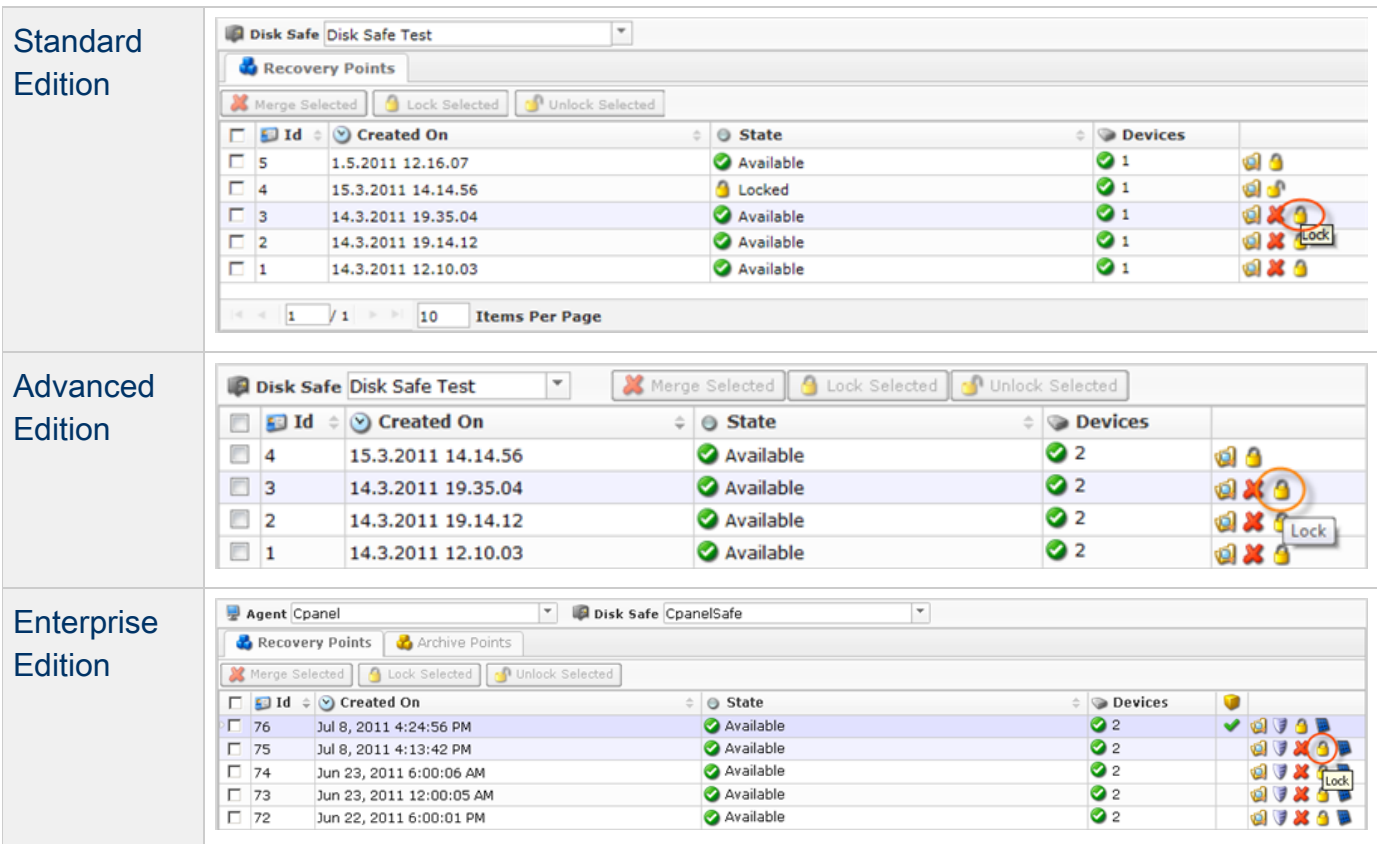 Standard
Edition
Disk Safe Disk Safe Test
Recovery Points
Merge Selected Lock Selected Unlock Selected
Id Created On State Devices
5 1.5.2011 12.16.07 Available 1
4 15.3.2011 14.14.56 Locked 1
3 14.3.2011 19.35.04 Available 1
Lock
2 14.3.2011 19.14.12 Available 1
1 14.3.2011 12.10.03 Available 1
1 / 1 10 Items Per Page
Advanced
Edition
Disk Safe Disk Safe Test Merge Selected Lock Selected Unlock Selected
Id Created On State Devices
4 15.3.2011 14.14.56 Available 2
3 14.3.2011 19.35.04 Available 2
2 14.3.2011 19.14.12 Available 2
Lock
1 14.3.2011 12.10.03 Available 2
Enterprise
Edition
Agent Cpanel Disk Safe CpanelSafe
Recovery Points Archive Points
Merge Selected Lock Selected Unlock Selected
Id Created On State Devices
76 Jul 8, 2011 4:24:56 PM Available 2
75 Jul 8, 2011 4:13:42 PM Available 2
74 Jun 23, 2011 6:00:06 AM Available 2
Lock
73 Jun 23, 2011 12:00:05 AM Available 2
72 Jun 22, 2011 6:00:01 PM Available 2